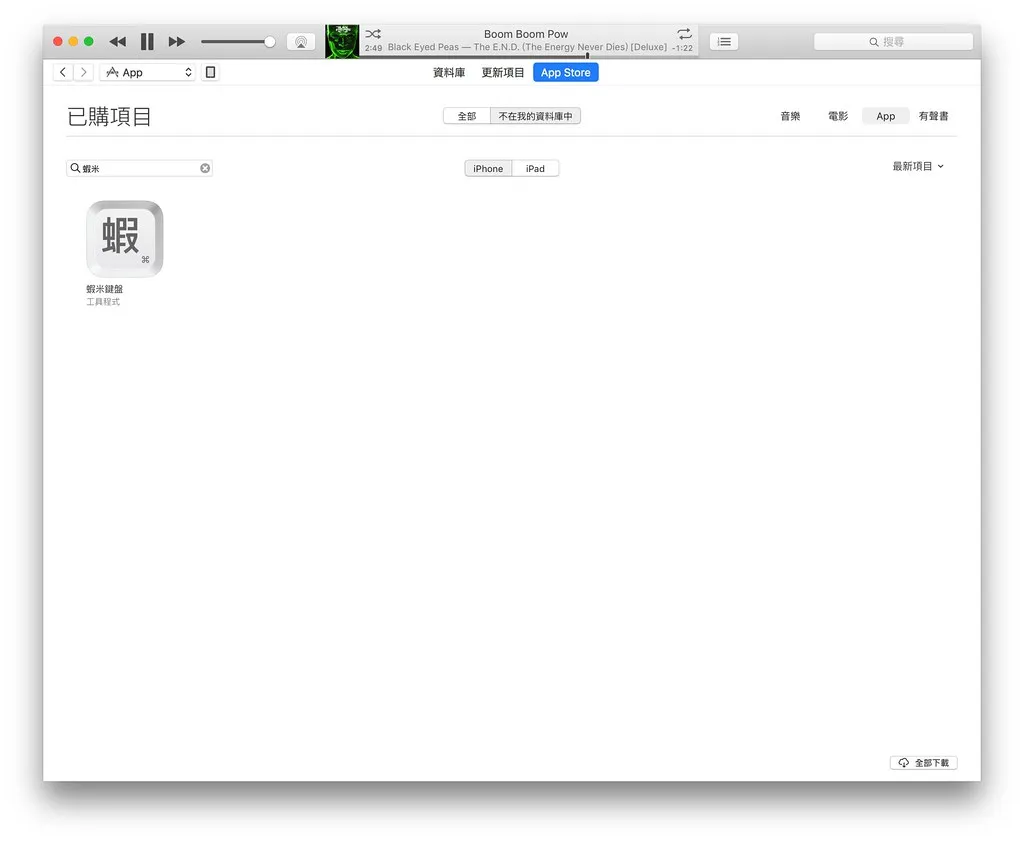 Boom Boom Pow
2:49 Black Eyed Peas — The E.N.D. (The Energy Never Dies) [Deluxe] -1:22
搜尋
App
資料庫 更新項目 App Store
已購項目
全部 不在我的資料庫中
音樂 電影 App 有聲書
蝦米
iPhone iPad
最新項目
蝦
⌘
蝦米鍵盤
工具程式
全部下載